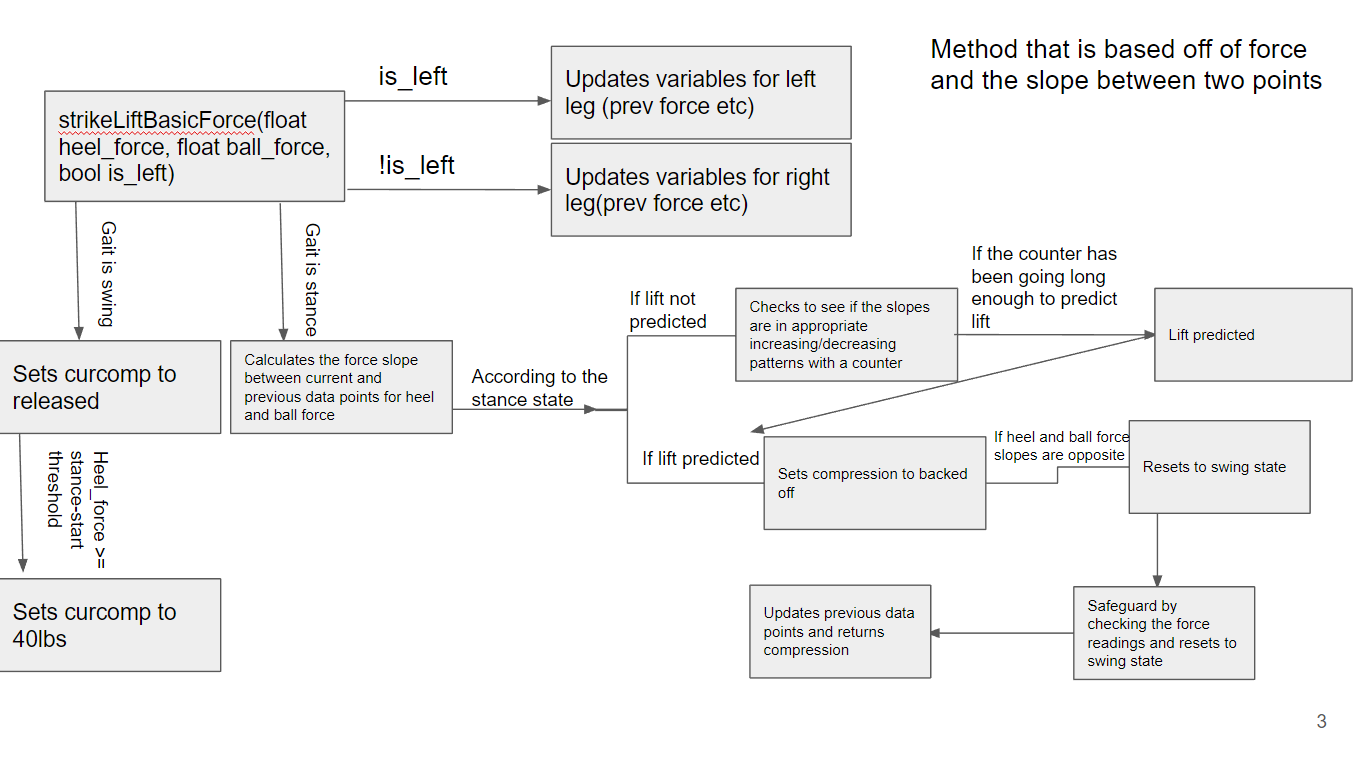 Method that is based off of force
and the slope between two points
is_left
Updates variables for left
leg (prev force etc)
strikeLiftBasicForce(float
heel_force, float ball_force,
bool is_left)
!is_left
Updates variables for right
leg(prev force etc)
Gait is swing
Gait is stance
If the counter has
been going long
enough to predict
lift
If lift not
predicted
Checks to see if the slopes
are in appropriate
increasing/decreasing
patterns with a counter
Lift predicted
Sets curcomp to
released
Calculates the force slope
between current and
previous data points for heel
and ball force
According to the
stance state
If lift predicted
Sets compression to backed
off
If heel and ball force
slopes are opposite
Resets to swing state
Heel_force >=
stance-start
threshold
Sets curcomp to
40lbs
Updates previous data
points and returns
compression
Safeguard by
checking the force
readings and resets to
swing state
3